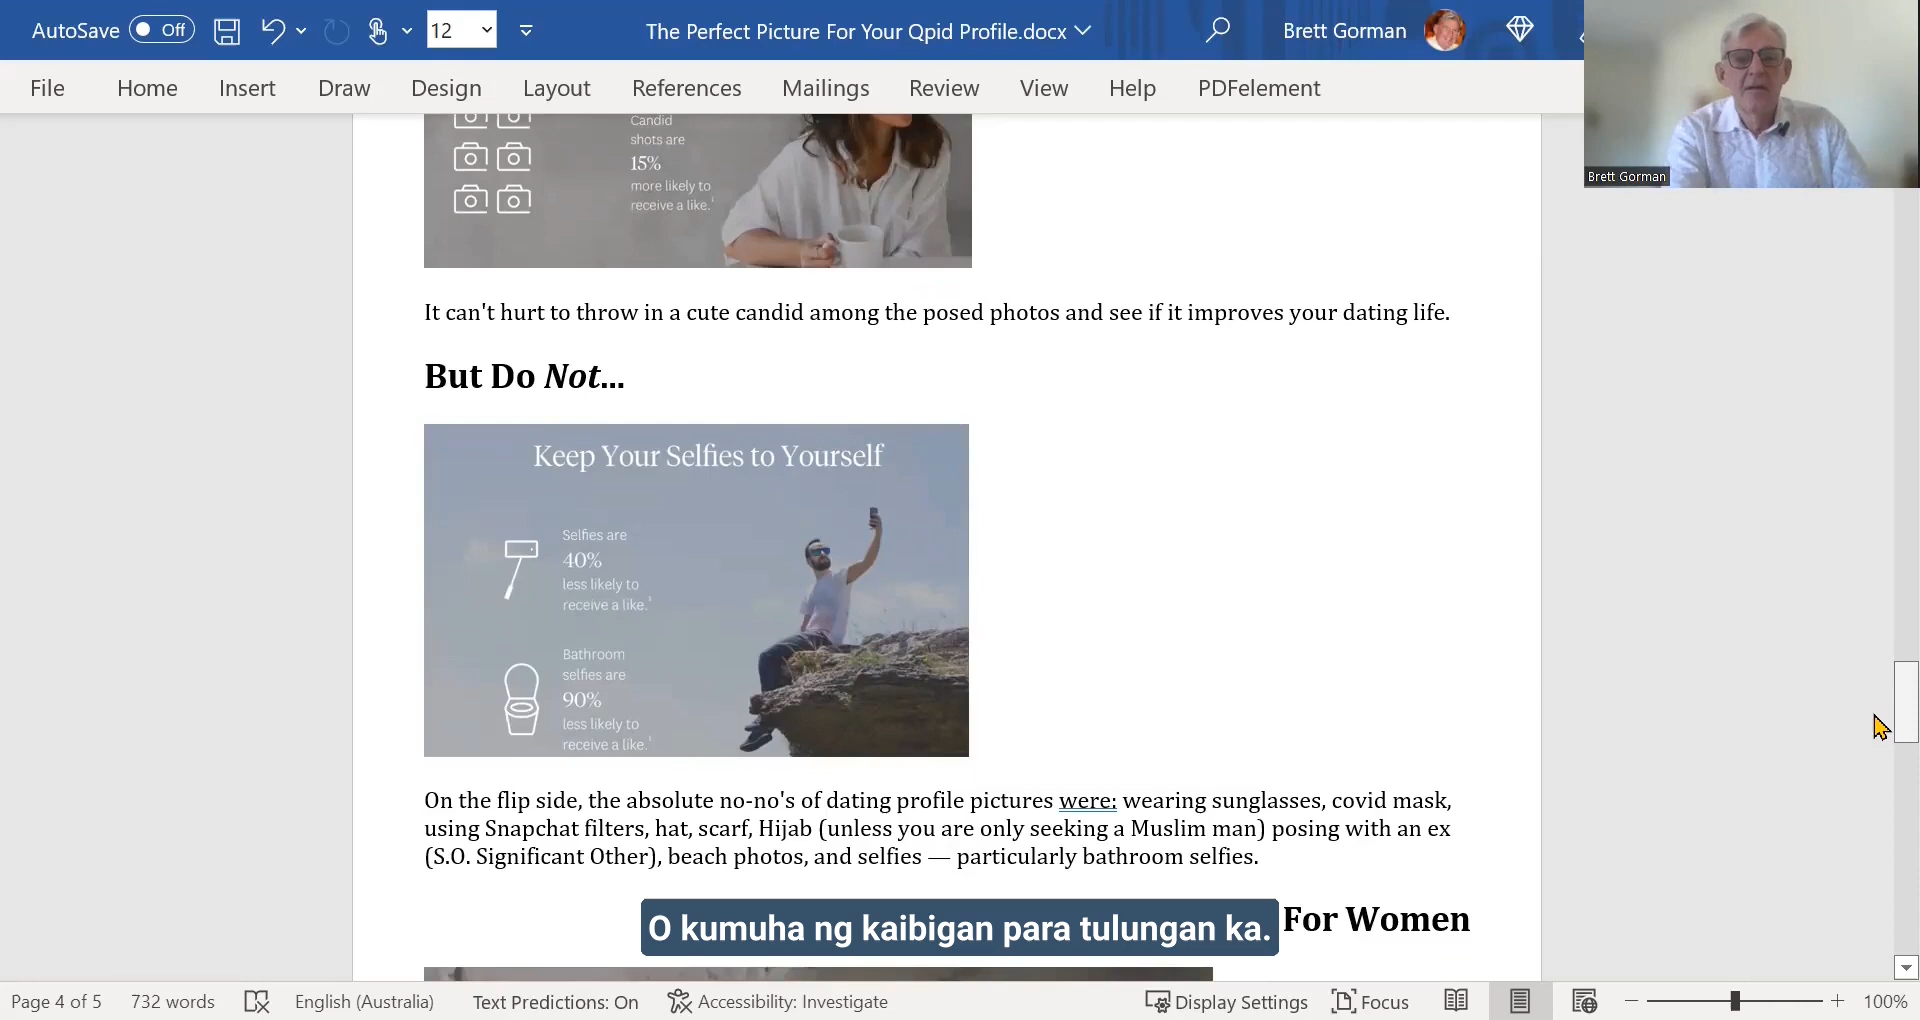 AutoSave Off 12 The Perfect Picture For Your Qpid Profile.docx Brett Gorman
File Home Insert Draw Design Layout References Mailings Review View Help PDFelement
Brett Gorman
Candid
shots are
15%
more likely to
receive a like.¹
It can't hurt to throw in a cute candid among the posed photos and see if it improves your dating life.
But Do Not...
Keep Your Selfies to Yourself
Selfies are
40%
less likely to
receive a like.¹
Bathroom
selfies are
90%
less likely to
receive a like.¹
On the flip side, the absolute no-no's of dating profile pictures were: wearing sunglasses, covid mask,
using Snapchat filters, hat, scarf, Hijab (unless you are only seeking a Muslim man) posing with an ex
(S.O. Significant Other), beach photos, and selfies — particularly bathroom selfies.
For Women
O kumuha ng kaibigan para tulungan ka.
Page 4 of 5 732 words English (Australia) Text Predictions: On Accessibility: Investigate Display Settings Focus 100%